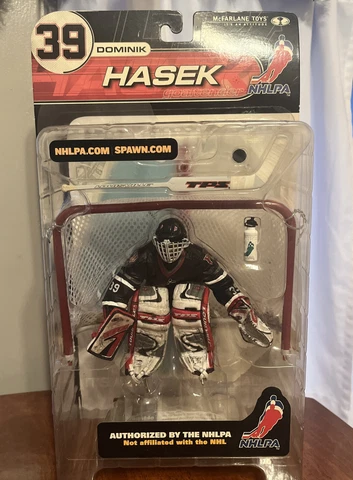 39
DOMINIK
HASEK
McFARLANE TOYS
NHLPA
NHLPA.COM SPAWN.COM
TPS
39
AUTHORIZED BY THE NHLPA
Not affiliated with the NHL
NHLPA